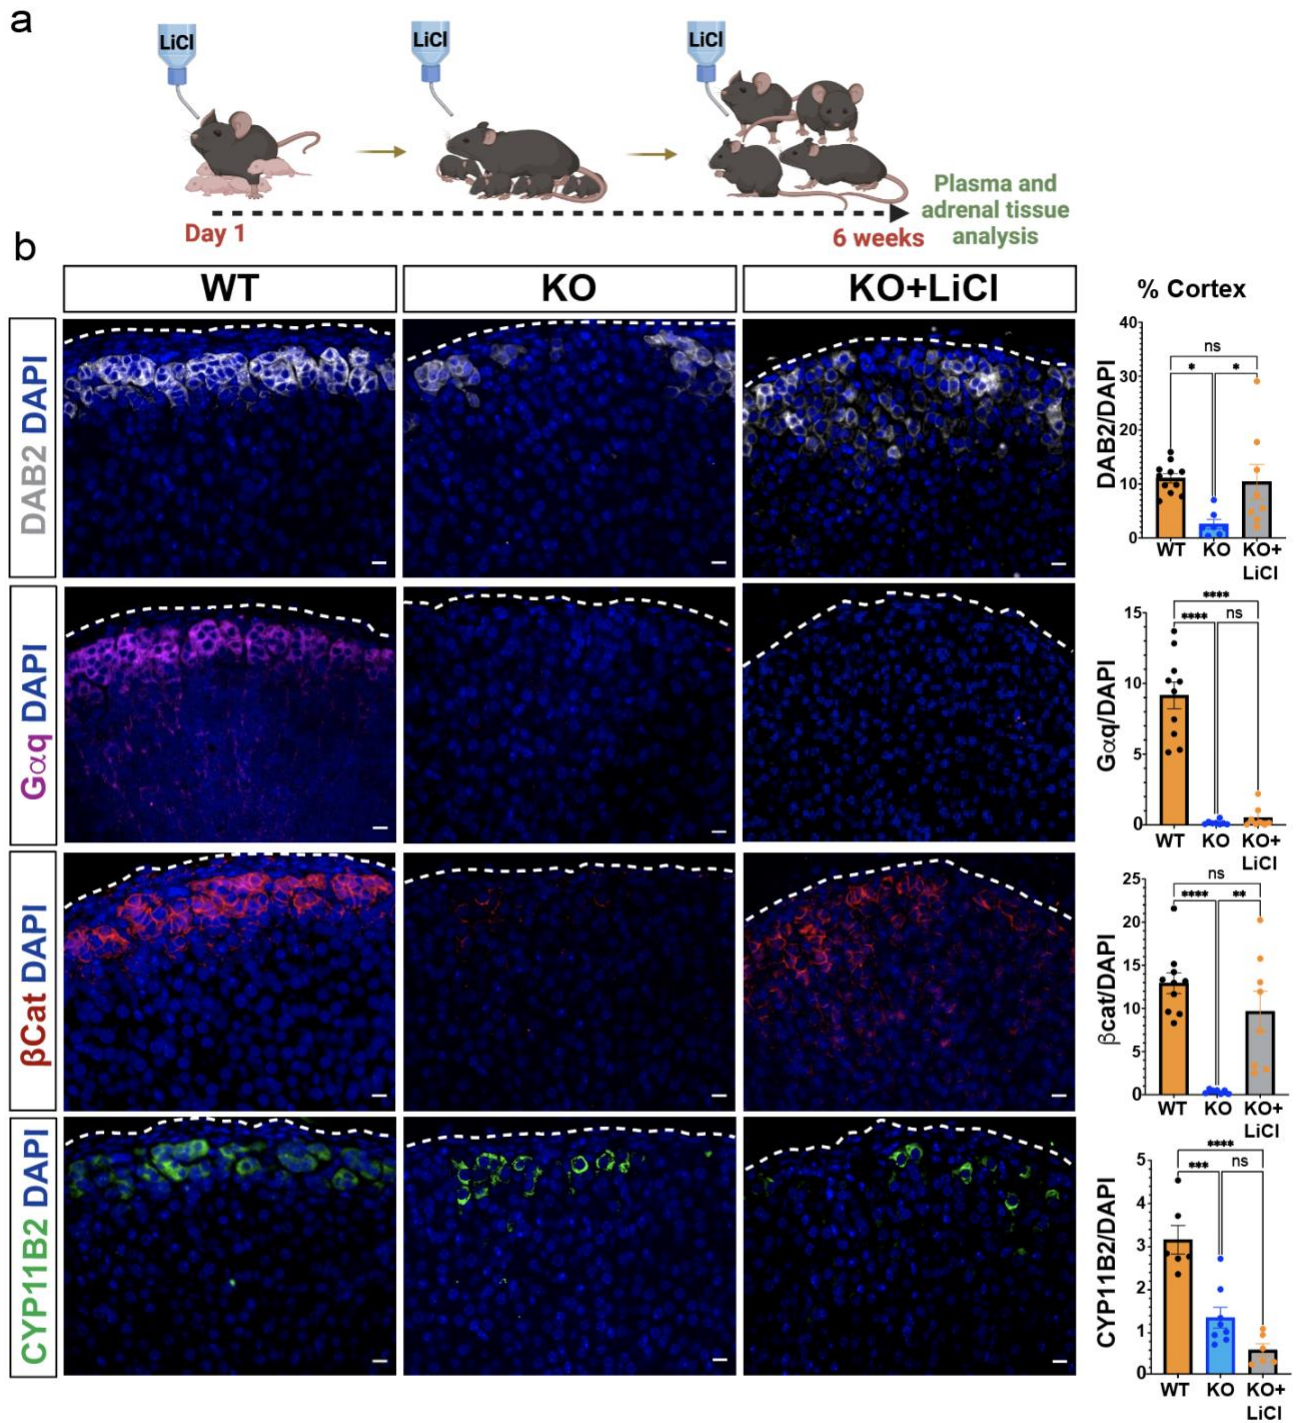 a
LiCl
LiCl
LiCl
Day 1
6 weeks
Plasma and
adrenal tissue
analysis
b
WT
KO
KO+LiCl
% Cortex
DAB2 DAPI
DAB2/DAPI
40
30
20
10
0
ns
*
*
WT
KO
KO+
LiCl
Gαq DAPI
Gαq/DAPI
15
10
5
0
****
****
ns
WT
KO
KO+
LiCl
βCat DAPI
βcat/DAPI
25
20
15
10
5
0
ns
****
**
WT
KO
KO+
LiCl
CYP11B2 DAPI
CYP11B2/DAPI
5
4
3
2
1
0
****
***
ns
WT
KO
KO+
LiCl